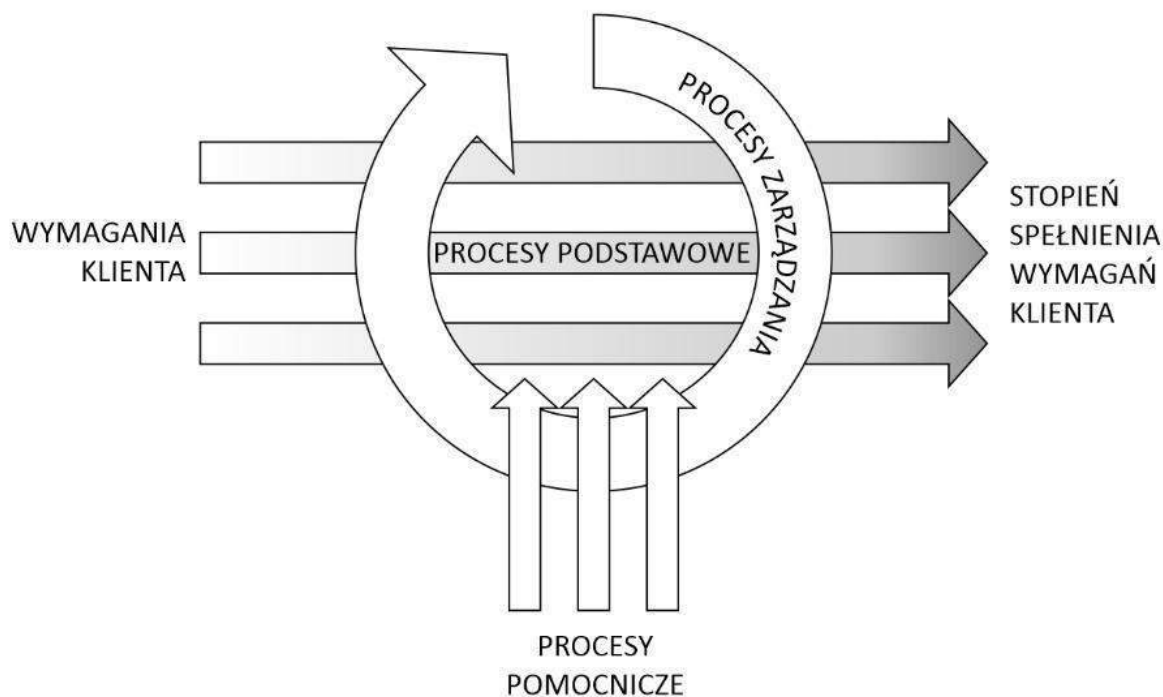 PROCESY ZARZĄDZANIA
WYMAGANIA
KLIENTA
PROCESY PODSTAWOWE
STOPIEŃ
SPEŁNIENIA
WYMAGAŃ
KLIENTA
PROCESY
POMOCNICZE